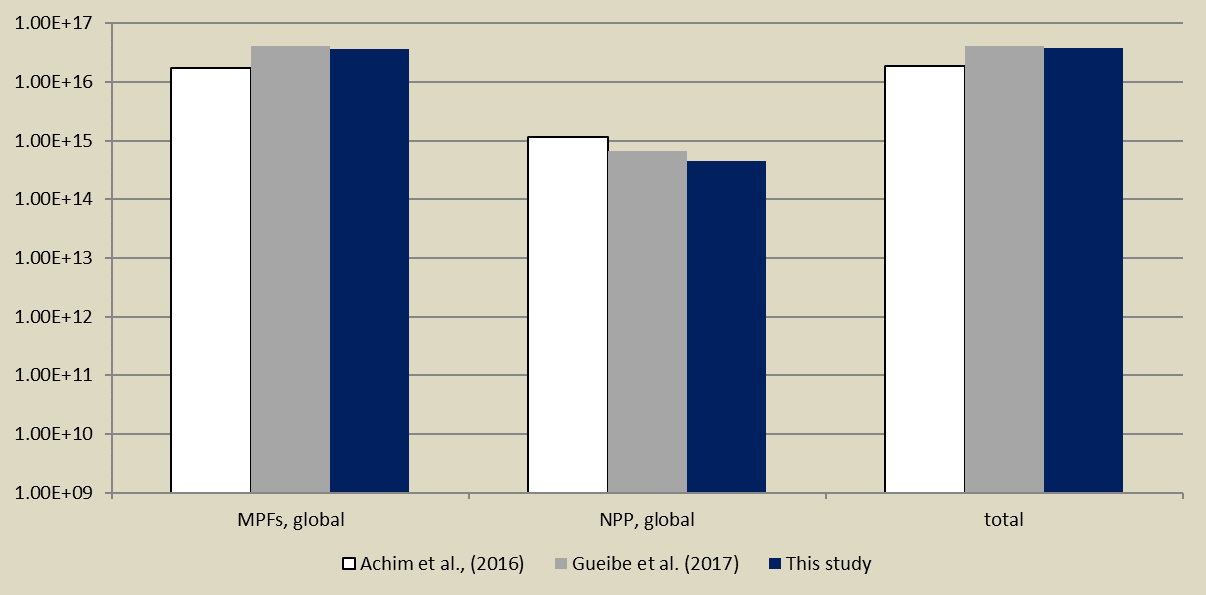 1.00E+17
1.00E+16
1.00E+15
1.00E+14
1.00E+13
1.00E+12
1.00E+11
1.00E+10
1.00E+09
MPFs, global NPP, global total
Achim et al., (2016) Gueibe et al. (2017) This study